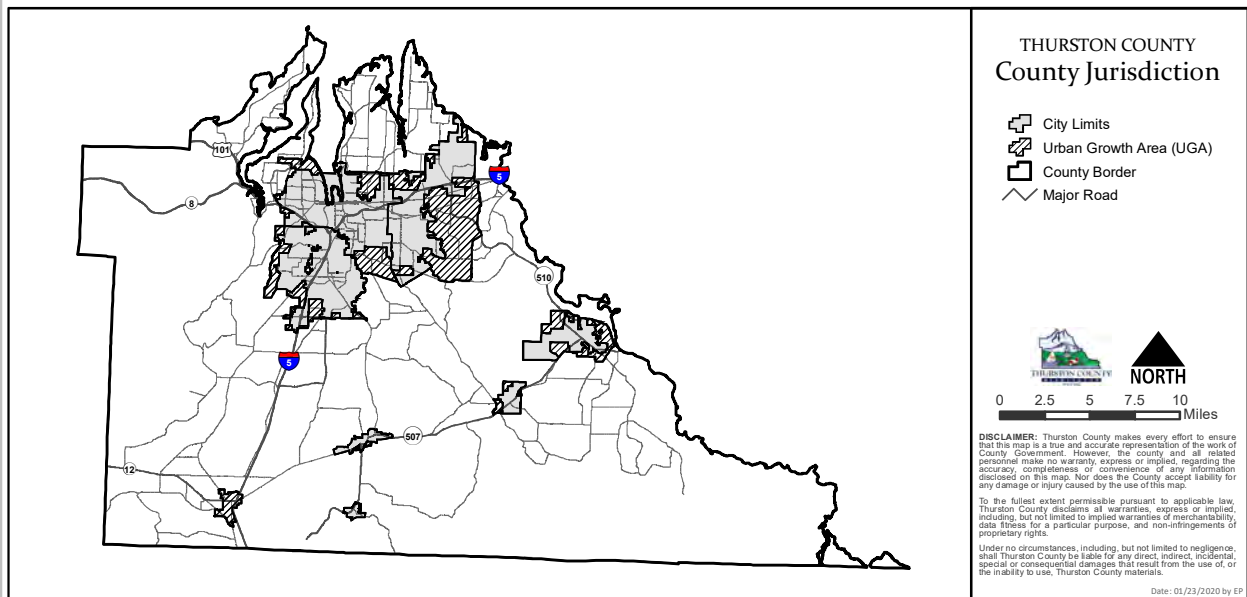 THURSTON COUNTY
County Jurisdiction
City Limits
Urban Growth Area (UGA)
County Border
Major Road
101
5
8
510
5
507
12
THURSTON COUNTY
NORTH
0 2.5 5 7.5 10
Miles
DISCLAIMER: Thurston County makes every effort to ensure
that this map is a true and accurate representation of the work of
County Government. However, the county and all related
personnel make no warranty, express or implied, regarding the
accuracy, completeness or convenience of any information
disclosed on this map. Nor does the County accept liability for
any damage or injury caused by the use of this map.
To the fullest extent permissible pursuant to applicable law,
Thurston County disclaims all warranties, express or implied,
including, but not limited to implied warranties of merchantability,
data fitness for a particular purpose, and non-infringements of
proprietary rights.
Under no circumstances, including, but not limited to negligence,
shall Thurston County be liable for any direct, indirect, incidental,
special or consequential damages that result from the use of, or
the inability to use, Thurston County materials.
Date: 01/23/2020 by EP